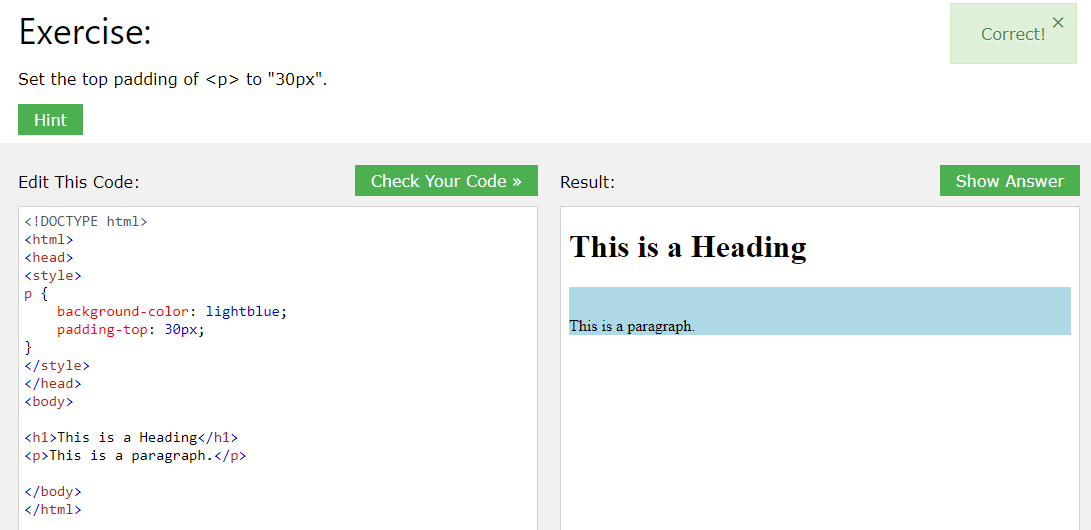 Exercise:
Correct!
×
Set the top padding of <p> to "30px".
Hint
Edit This Code:
Check Your Code »
Result:
Show Answer
<!DOCTYPE html>
<html>
<head>
<style>
p {
    background-color: lightblue;
    padding-top: 30px;
}
</style>
</head>
<body>
<h1>This is a Heading</h1>
<p>This is a paragraph.</p>
</body>
</html>
This is a Heading
This is a paragraph.